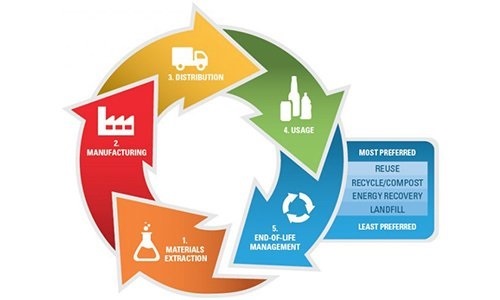 1.
MATERIALS
EXTRACTION
2.
MANUFACTURING
3. DISTRIBUTION
4. USAGE
5.
END-OF-LIFE
MANAGEMENT
MOST PREFERRED
REUSE
RECYCLE/COMPOST
ENERGY RECOVERY
LANDFILL
LEAST PREFERRED